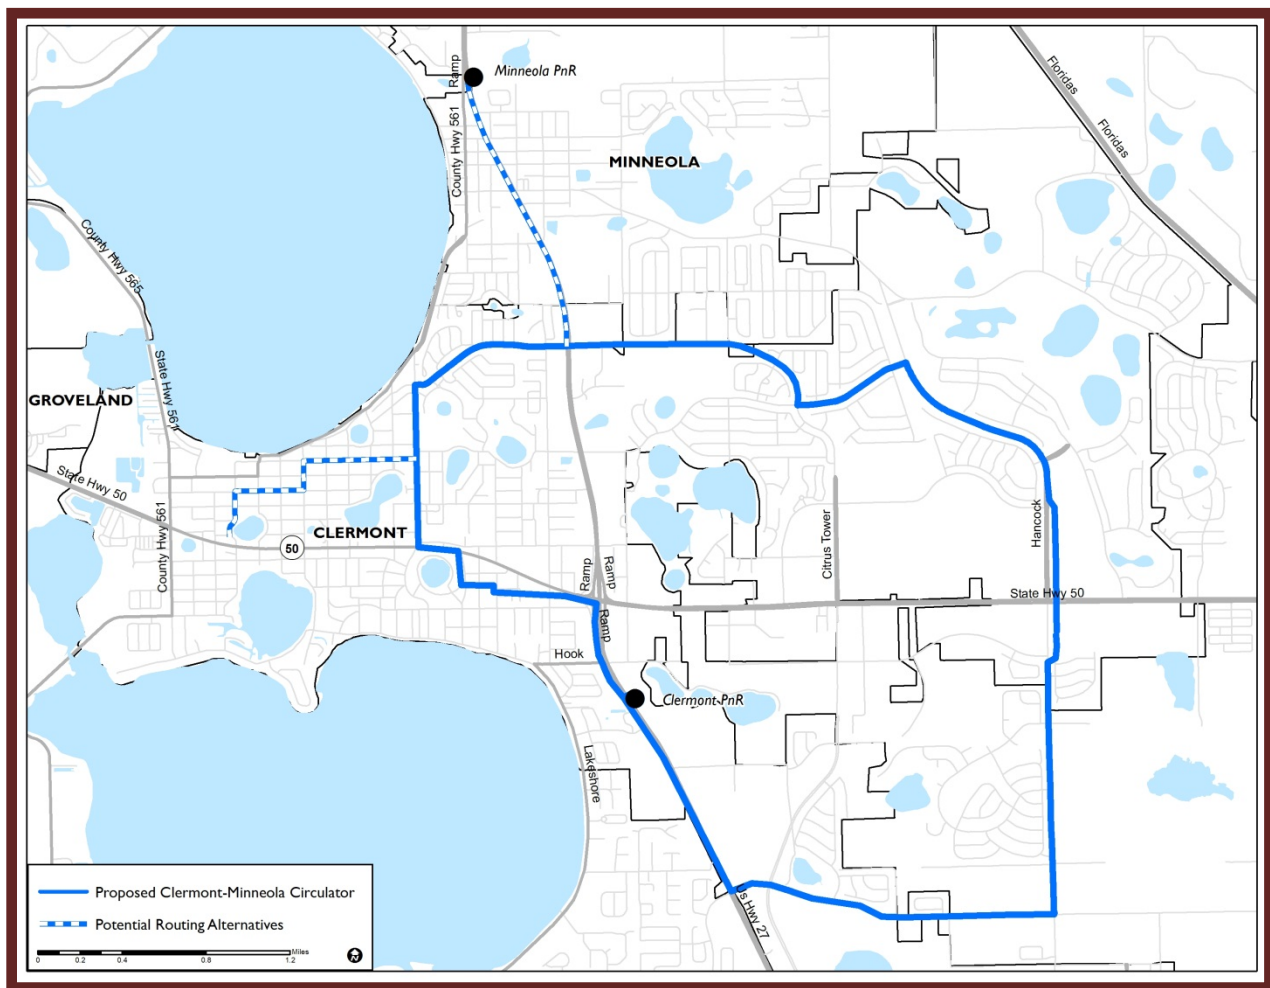 Ramp
Minneola PnR
County Hwy 561
MINNEOLA
Floridas
Floridas
County Hwy 565
State Hwy 561
GROVELAND
State Hwy 50
County Hwy 561
CLERMONT
50
Ramp
Ramp
Ramp
Citrus Tower
Hancock
State Hwy 50
Hook
Clermont PnR
Lakeshore
Us Hwy 27
Proposed Clermont-Minneola Circulator
Potential Routing Alternatives
Miles
0 0.2 0.4 0.8 1.2
N